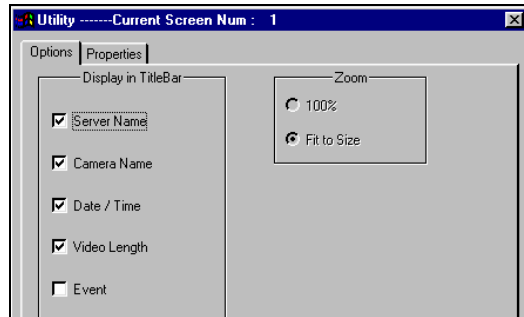 Utility -------Current Screen Num : 1
Options Properties
Display in TitleBar
Server Name
Camera Name
Date / Time
Video Length
Event
Zoom
100%
Fit to Size